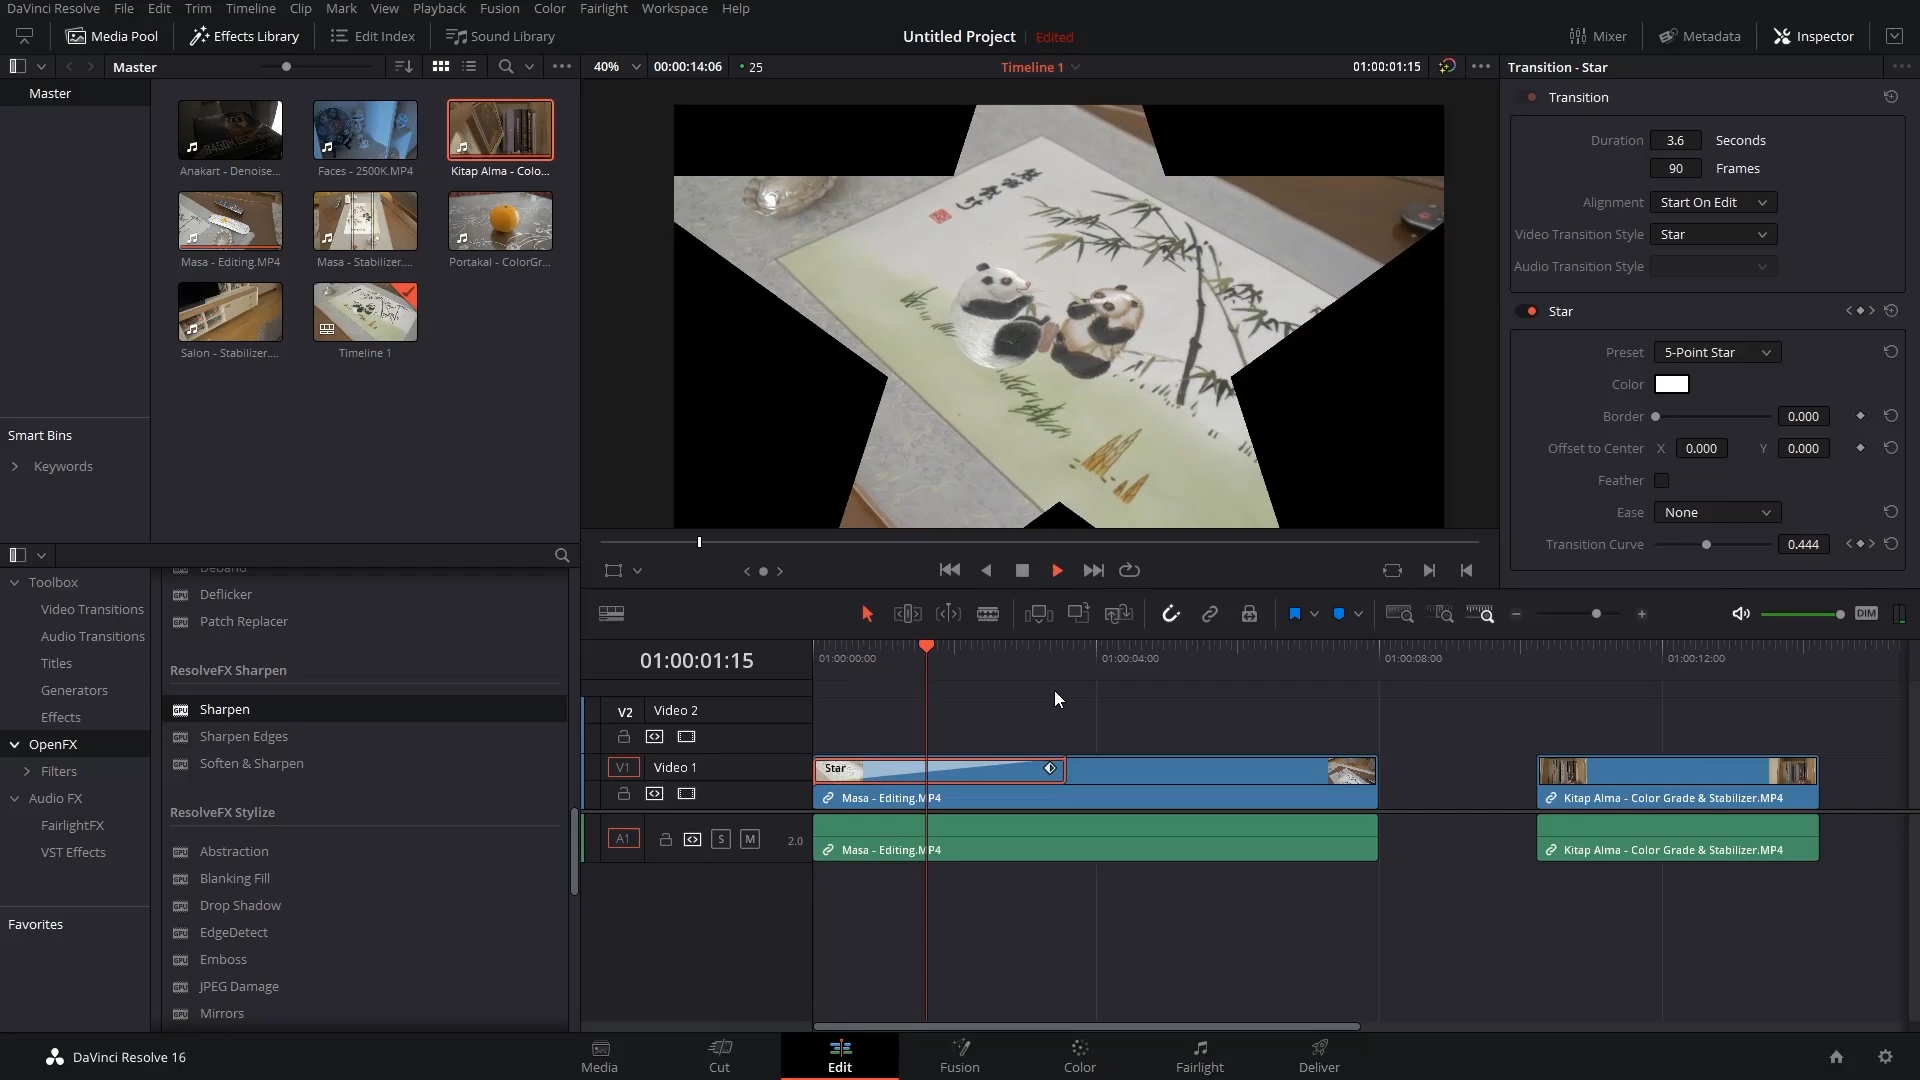 DaVinci Resolve File Edit Trim Timeline Clip Mark View Playback Fusion Color Fairlight Workspace Help
Media Pool Effects Library Edit Index Sound Library Untitled Project Edited Mixer Metadata Inspector
Master 40% 00:00:14:06 25 Timeline 1 01:00:01:15 Transition - Star
Master
Anakart - Denoise... Faces - 2500K.MP4 Kitap Alma - Colo...
Masa - Editing.MP4 Masa - Stabilizer.... Portakal - ColorGr...
Salon - Stabilizer.... Timeline 1
Smart Bins
Keywords
Transition
Duration 3.6 Seconds
90 Frames
Alignment Start On Edit
Video Transition Style Star
Audio Transition Style
Star
Preset 5-Point Star
Color
Border 0.000
Offset to Center X 0.000 Y 0.000
Feather
Ease None
Transition Curve 0.444
Toolbox
Video Transitions
Audio Transitions
Titles
Generators
Effects
OpenFX
Filters
Audio FX
FairlightFX
VST Effects
Favorites
Deband
Deflicker
Patch Replacer
ResolveFX Sharpen
Sharpen
Sharpen Edges
Soften & Sharpen
ResolveFX Stylize
Abstraction
Blanking Fill
Drop Shadow
EdgeDetect
Emboss
JPEG Damage
Mirrors
DIM
01:00:01:15 01:00:00:00 01:00:04:00 01:00:08:00 01:00:12:00
V2 Video 2
V1 Video 1 Star
Masa - Editing.MP4 Kitap Alma - Color Grade & Stabilizer.MP4
A1 S M 2.0
Masa - Editing.MP4 Kitap Alma - Color Grade & Stabilizer.MP4
DaVinci Resolve 16 Media Cut Edit Fusion Color Fairlight Deliver